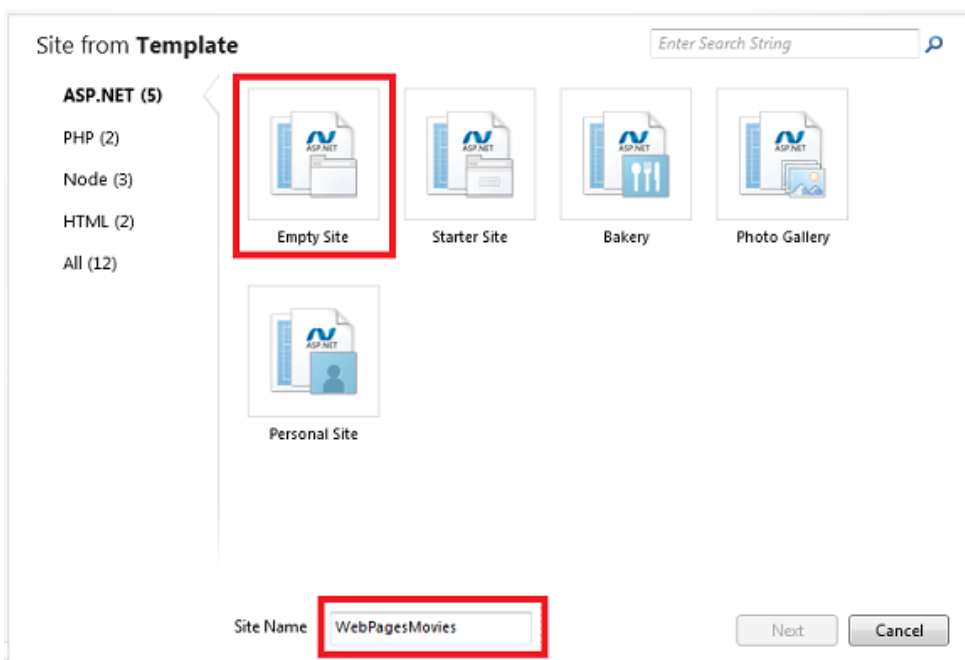 Site from Template
Enter Search String
ASP.NET (5)
PHP (2)
Node (3)
HTML (2)
All (12)
ASP.NET
ASP.NET
ASP.NET
ASP.NET
Empty Site
Starter Site
Bakery
Photo Gallery
ASP.NET
Personal Site
Site Name
WebPagesMovies
Next
Cancel